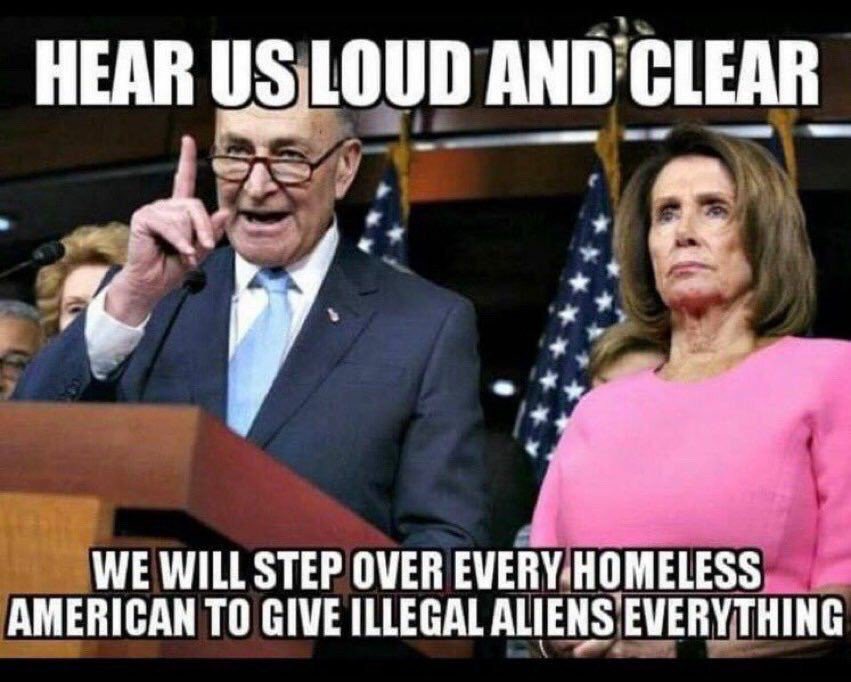 HEAR US LOUD AND CLEAR
WE WILL STEP OVER EVERY HOMELESS
AMERICAN TO GIVE ILLEGAL ALIENS EVERYTHING